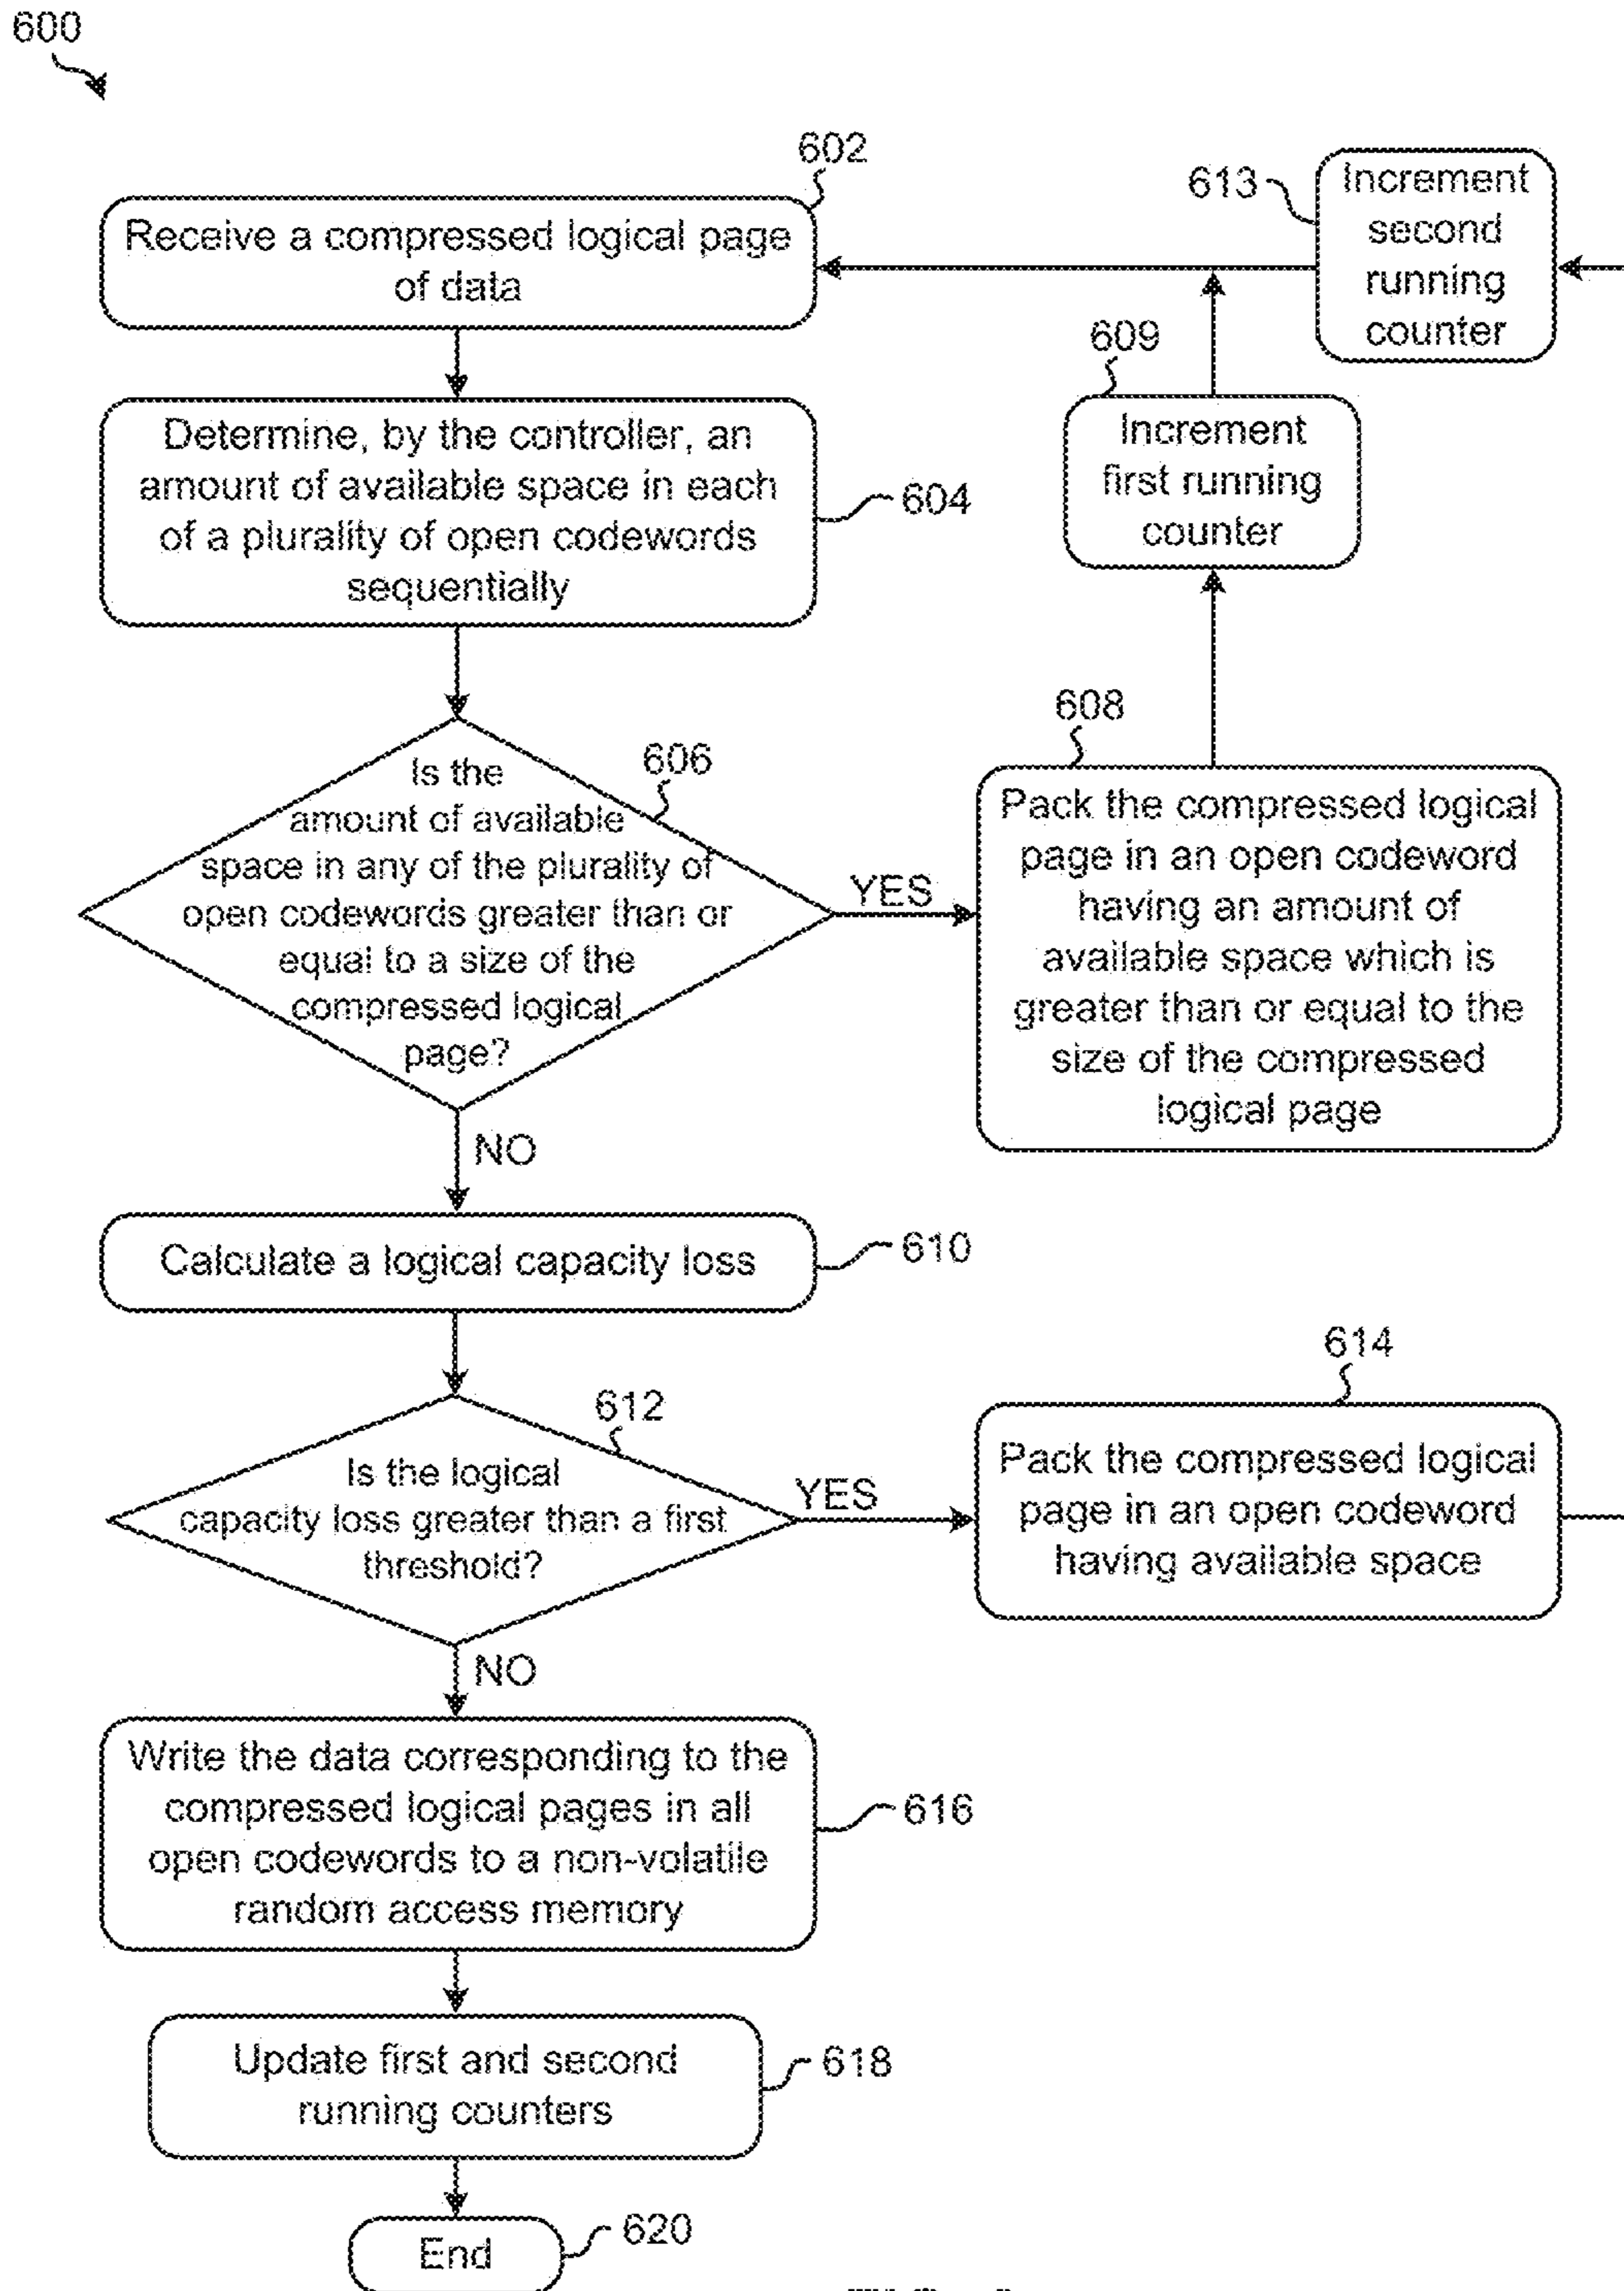 600
602
Receive a compressed logical page
of data
613
Increment
second
running
counter
609
Increment
first running
counter
Determine, by the controller, an
amount of available space in each
of a plurality of open codewords
sequentially
604
606
Is the
amount of available
space in any of the plurality of
open codewords greater than or
equal to a size of the
compressed logical
page?
YES
NO
608
Pack the compressed logical
page in an open codeword
having an amount of
available space which is
greater than or equal to the
size of the compressed
logical page
Calculate a logical capacity loss
610
612
Is the logical
capacity loss greater than a first
threshold?
YES
NO
614
Pack the compressed logical
page in an open codeword
having available space
Write the data corresponding to the
compressed logical pages in all
open codewords to a non-volatile
random access memory
616
Update first and second
running counters
618
End
620